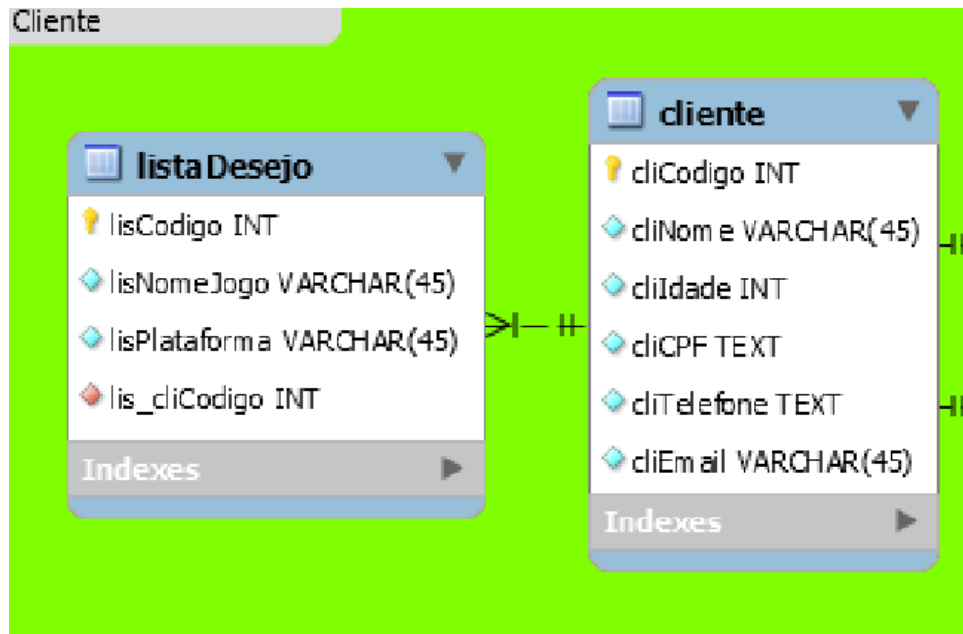 Cliente
listaDesejo
lisCodigo INT
lisNomeJogo VARCHAR(45)
lisPlataforma VARCHAR(45)
lis_cliCodigo INT
Indexes
cliente
cliCodigo INT
cliNome VARCHAR(45)
cliIdade INT
cliCPF TEXT
cliTelefone TEXT
cliEmail VARCHAR(45)
Indexes